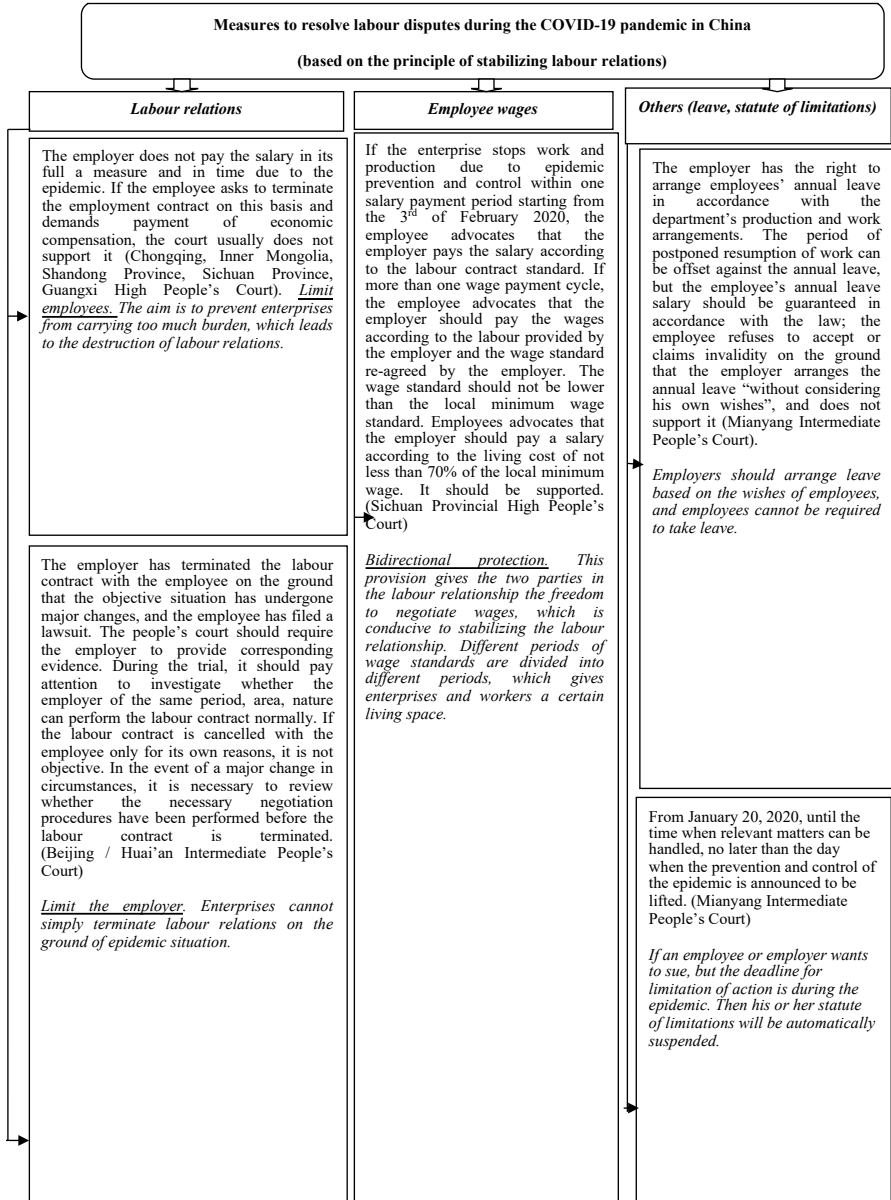 Measures to resolve labour disputes during the COVID-19 pandemic in China
(based on the principle of stabilizing labour relations)
Labour relations
The employer does not pay the salary in its
full a measure and in time due to the
epidemic. If the employee asks to terminate
the employment contract on this basis and
demands payment of economic
compensation, the court usually does not
support it (Chongqing, Inner Mongolia,
Shandong Province, Sichuan Province,
Guangxi High People's Court). Limit
employees. The aim is to prevent enterprises
from carrying too much burden, which leads
to the destruction of labour relations.
The employer has terminated the labour
contract with the employee on the ground
that the objective situation has undergone
major changes, and the employee has filed a
lawsuit. The people's court should require
the employer to provide corresponding
evidence. During the trial, it should pay
attention to investigate whether the
employer of the same period, area, nature
can perform the labour contract normally. If
the labour contract is cancelled with the
employee only for its own reasons, it is not
objective. In the event of a major change in
circumstances, it is necessary to review
whether the necessary negotiation
procedures have been performed before the
labour contract is terminated.
(Beijing / Huai'an Intermediate People's
Court)
Limit the employer. Enterprises cannot
simply terminate labour relations on the
ground of epidemic situation.
Employee wages
If the enterprise stops work and
production due to epidemic
prevention and control within one
salary payment period starting from
the 3rd of February 2020, the
employee advocates that the
employer pays the salary according
to the labour contract standard. If
more than one wage payment cycle,
the employee advocates that the
employer should pay the wages
according to the labour provided by
the employer and the wage standard
re-agreed by the employer. The
wage standard should not be lower
than the local minimum wage
standard. Employees advocates that
the employer should pay a salary
according to the living cost of not
less than 70% of the local minimum
wage. It should be supported.
(Sichuan Provincial High People's
Court)
Bidirectional protection. This
provision gives the two parties in
the labour relationship the freedom
to negotiate wages, which is
conducive to stabilizing the labour
relationship. Different periods of
wage standards are divided into
different periods, which gives
enterprises and workers a certain
living space.
Others (leave, statute of limitations)
The employer has the right to
arrange employees' annual leave
in accordance with the
department's production and work
arrangements. The period of
postponed resumption of work can
be offset against the annual leave,
but the employee's annual leave
salary should be guaranteed in
accordance with the law; the
employee refuses to accept or
claims invalidity on the ground
that the employer arranges the
annual leave “without considering
his own wishes”, and does not
support it (Mianyang Intermediate
People's Court).
Employers should arrange leave
based on the wishes of employees,
and employees cannot be required
to take leave.
From January 20, 2020, until the
time when relevant matters can be
handled, no later than the day
when the prevention and control of
the epidemic is announced to be
lifted. (Mianyang Intermediate
People's Court)
If an employee or employer wants
to sue, but the deadline for
limitation of action is during the
epidemic. Then his or her statute
of limitations will be automatically
suspended.